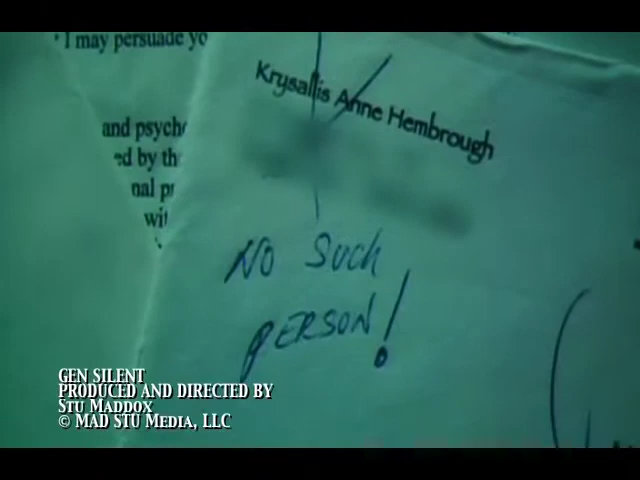 I may persuade yo
and psych
ed by th
nal p
wit
Krysallis Anne Hembrough
NO SUCH
PERSON!
GEN SILENT
PRODUCED AND DIRECTED BY
STU MADDOX
© MAD STU MEDIA, LLC